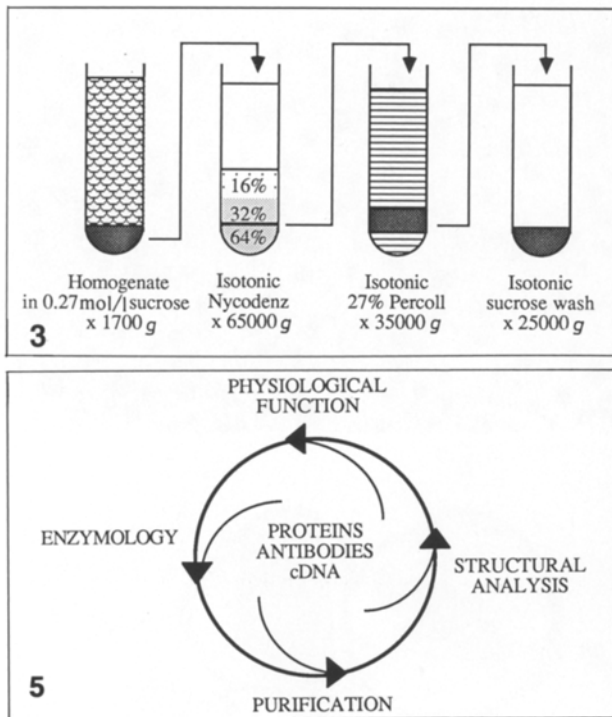 16%
32%
64%
Homogenate
in 0.27mol/l sucrose
x 1700 g
Isotonic
Nycodenz
x 65000 g
Isotonic
27% Percoll
x 35000 g
Isotonic
sucrose wash
x 25000 g
3
PHYSIOLOGICAL
FUNCTION
ENZYMOLOGY
PROTEINS
ANTIBODIES
cDNA
STRUCTURAL
ANALYSIS
PURIFICATION
5